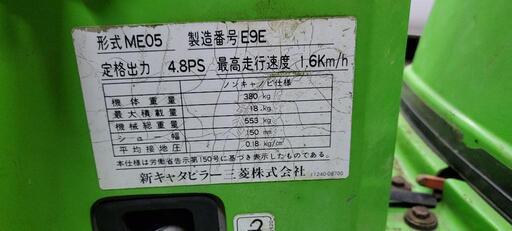 形式 ME05 製造番号 E9E
定格出力 4.8PS 最高走行速度 1.6Km/h
ノンキャノピ仕様
機体重量 380 kg
最大積載量 18 kg
機械総重量 553 kg
シュー幅 150 mm
平均接地圧 0.18 kg/cm²
本仕様は労働省告示第150号に基づき表示したものである。
新キャタピラー三菱株式会社 11240-08700